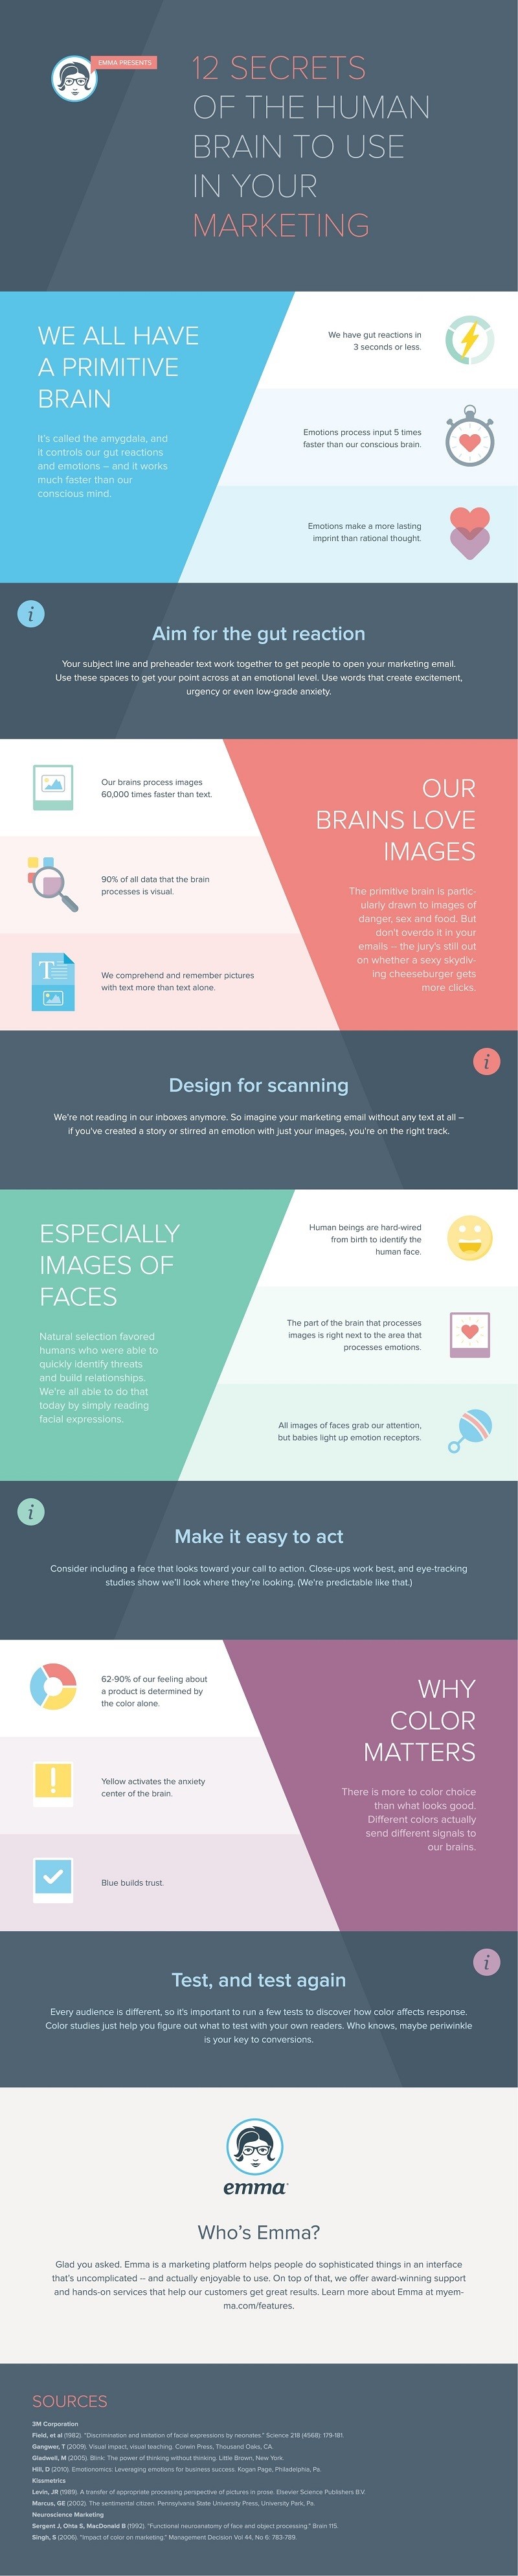 EMMA PRESENTS
12 SECRETS
OF THE HUMAN
BRAIN TO USE
IN YOUR
MARKETING
WE ALL HAVE
A PRIMITIVE
BRAIN
It's called the amygdala, and
it controls our gut reactions
and emotions – and it works
much faster than our
conscious mind.
We have gut reactions in
3 seconds or less.
Emotions process input 5 times
faster than our conscious brain.
Emotions make a more lasting
imprint than rational thought.
i
Aim for the gut reaction
Your subject line and preheader text work together to get people to open your marketing email.
Use these spaces to get your point across at an emotional level. Use words that create excitement,
urgency or even low-grade anxiety.
Our brains process images
60,000 times faster than text.
90% of all data that the brain
processes is visual.
T
We comprehend and remember pictures
with text more than text alone.
OUR
BRAINS LOVE
IMAGES
The primitive brain is partic-
ularly drawn to images of
danger, sex and food. But
don't overdo it in your
emails – the jury's still out
on whether a sexy skydiv-
ing cheeseburger gets
more clicks.
i
Design for scanning
We're not reading in our inboxes anymore. So imagine your marketing email without any text at all –
if you've created a story or stirred an emotion with just your images, you're on the right track.
ESPECIALLY
IMAGES OF
FACES
Natural selection favored
humans who were able to
quickly identify threats
and build relationships.
We're all able to do that
today by simply reading
facial expressions.
Human beings are hard-wired
from birth to identify the
human face.
The part of the brain that processes
images is right next to the area that
processes emotions.
All images of faces grab our attention,
but babies light up emotion receptors.
i
Make it easy to act
Consider including a face that looks toward your call to action. Close-ups work best, and eye-tracking
studies show we'll look where they're looking. (We're predictable like that.)
62-90% of our feeling about
a product is determined by
the color alone.
!
Yellow activates the anxiety
center of the brain.
Blue builds trust.
WHY
COLOR
MATTERS
There is more to color choice
than what looks good.
Different colors actually
send different signals to
our brains.
i
Test, and test again
Every audience is different, so it's important to run a few tests to discover how color affects response.
Color studies just help you figure out what to test with your own readers. Who knows, maybe periwinkle
is your key to conversions.
emma
Who's Emma?
Glad you asked. Emma is a marketing platform helps people do sophisticated things in an interface
that's uncomplicated -- and actually enjoyable to use. On top of that, we offer award-winning support
and hands-on services that help our customers get great results. Learn more about Emma at myem-
ma.com/features.
SOURCES
3M Corporation
Field, et al (1982). "Discrimination and imitation of facial expressions by neonates." Science 218 (4568): 179-181.
Gangwer, T (2009). Visual impact, visual teaching. Corwin Press, Thousand Oaks, CA.
Gladwell, M (2005). Blink: The power of thinking without thinking. Little Brown, New York.
Hill, D (2010). Emotionomics: Leveraging emotions for business success. Kogan Page, Philadelphia, Pa.
Kissmetrics
Levin, JR (1989). A transfer of appropriate processing perspective of pictures in prose. Elsevier Science Publishers B.V.
Marcus, GE (2002). The sentimental citizen. Pennsylvania State University Press, University Park, Pa.
Neuroscience Marketing
Sergent J, Ohta S, MacDonald B (1992). "Functional neuroanatomy of face and object processing." Brain 115.
Singh, S (2006). "Impact of color on marketing." Management Decision Vol 44, No 6: 783-789.